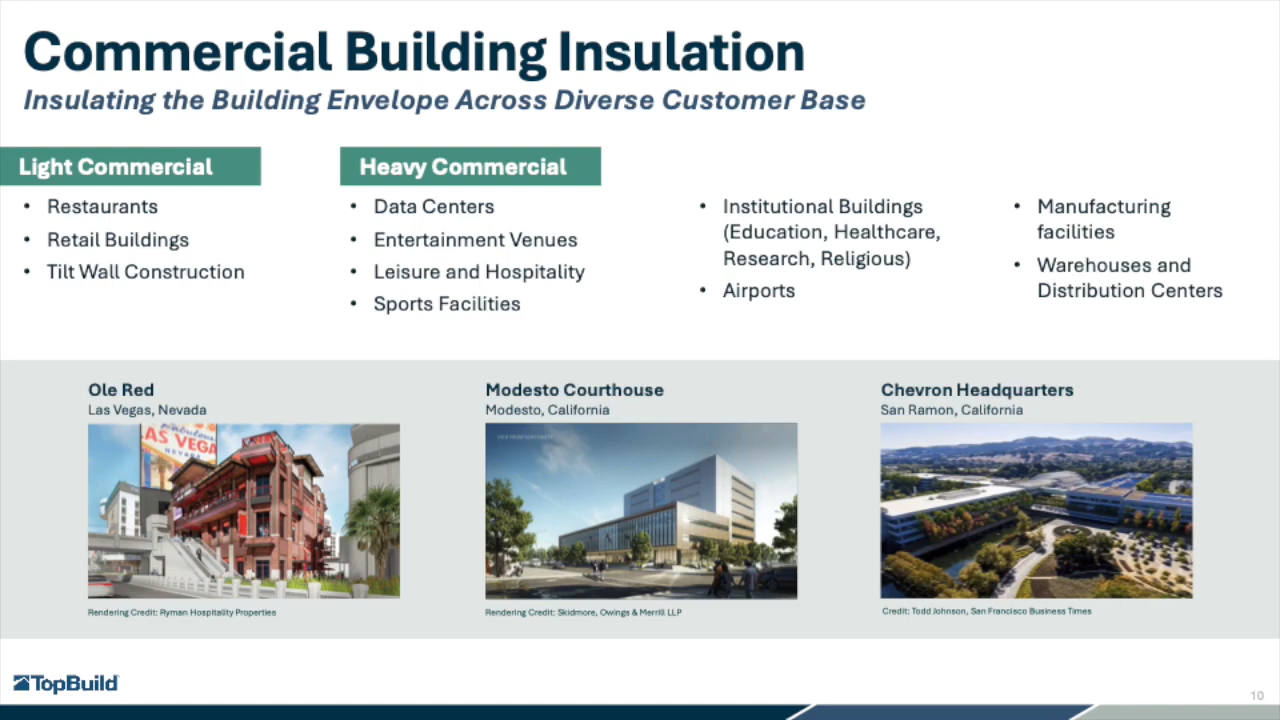 Commercial Building Insulation
Insulating the Building Envelope Across Diverse Customer Base
Light Commercial
• Restaurants
• Retail Buildings
• Tilt Wall Construction
Heavy Commercial
• Data Centers
• Entertainment Venues
• Leisure and Hospitality
• Sports Facilities
• Institutional Buildings
(Education, Healthcare,
Research, Religious)
• Airports
• Manufacturing
facilities
• Warehouses and
Distribution Centers
Ole Red
Las Vegas, Nevada
fabulous
AS VEGA
NEVADA
Rendering Credit: Ryman Hospitality Properties
Modesto Courthouse
Modesto, California
Rendering Credit: Skidmore, Owings & Merrill LLP
Chevron Headquarters
San Ramon, California
Credit: Todd Johnson, San Francisco Business Times
TopBuild
10